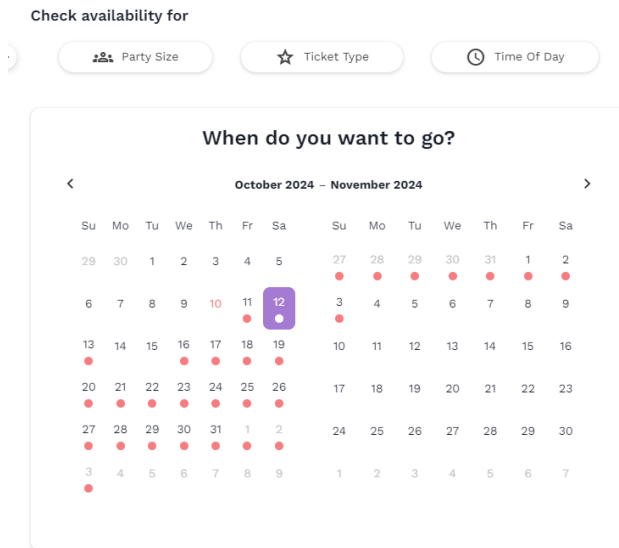 Check availability for
Party Size Ticket Type Time Of Day
When do you want to go?
October 2024 – November 2024
Su Mo Tu We Th Fr Sa Su Mo Tu We Th Fr Sa
29 30 1 2 3 4 5 27 28 29 30 31 1 2
6 7 8 9 10 11 12 3 4 5 6 7 8 9
13 14 15 16 17 18 19 10 11 12 13 14 15 16
20 21 22 23 24 25 26 17 18 19 20 21 22 23
27 28 29 30 31 1 2 24 25 26 27 28 29 30
3 4 5 6 7 8 9 1 2 3 4 5 6 7